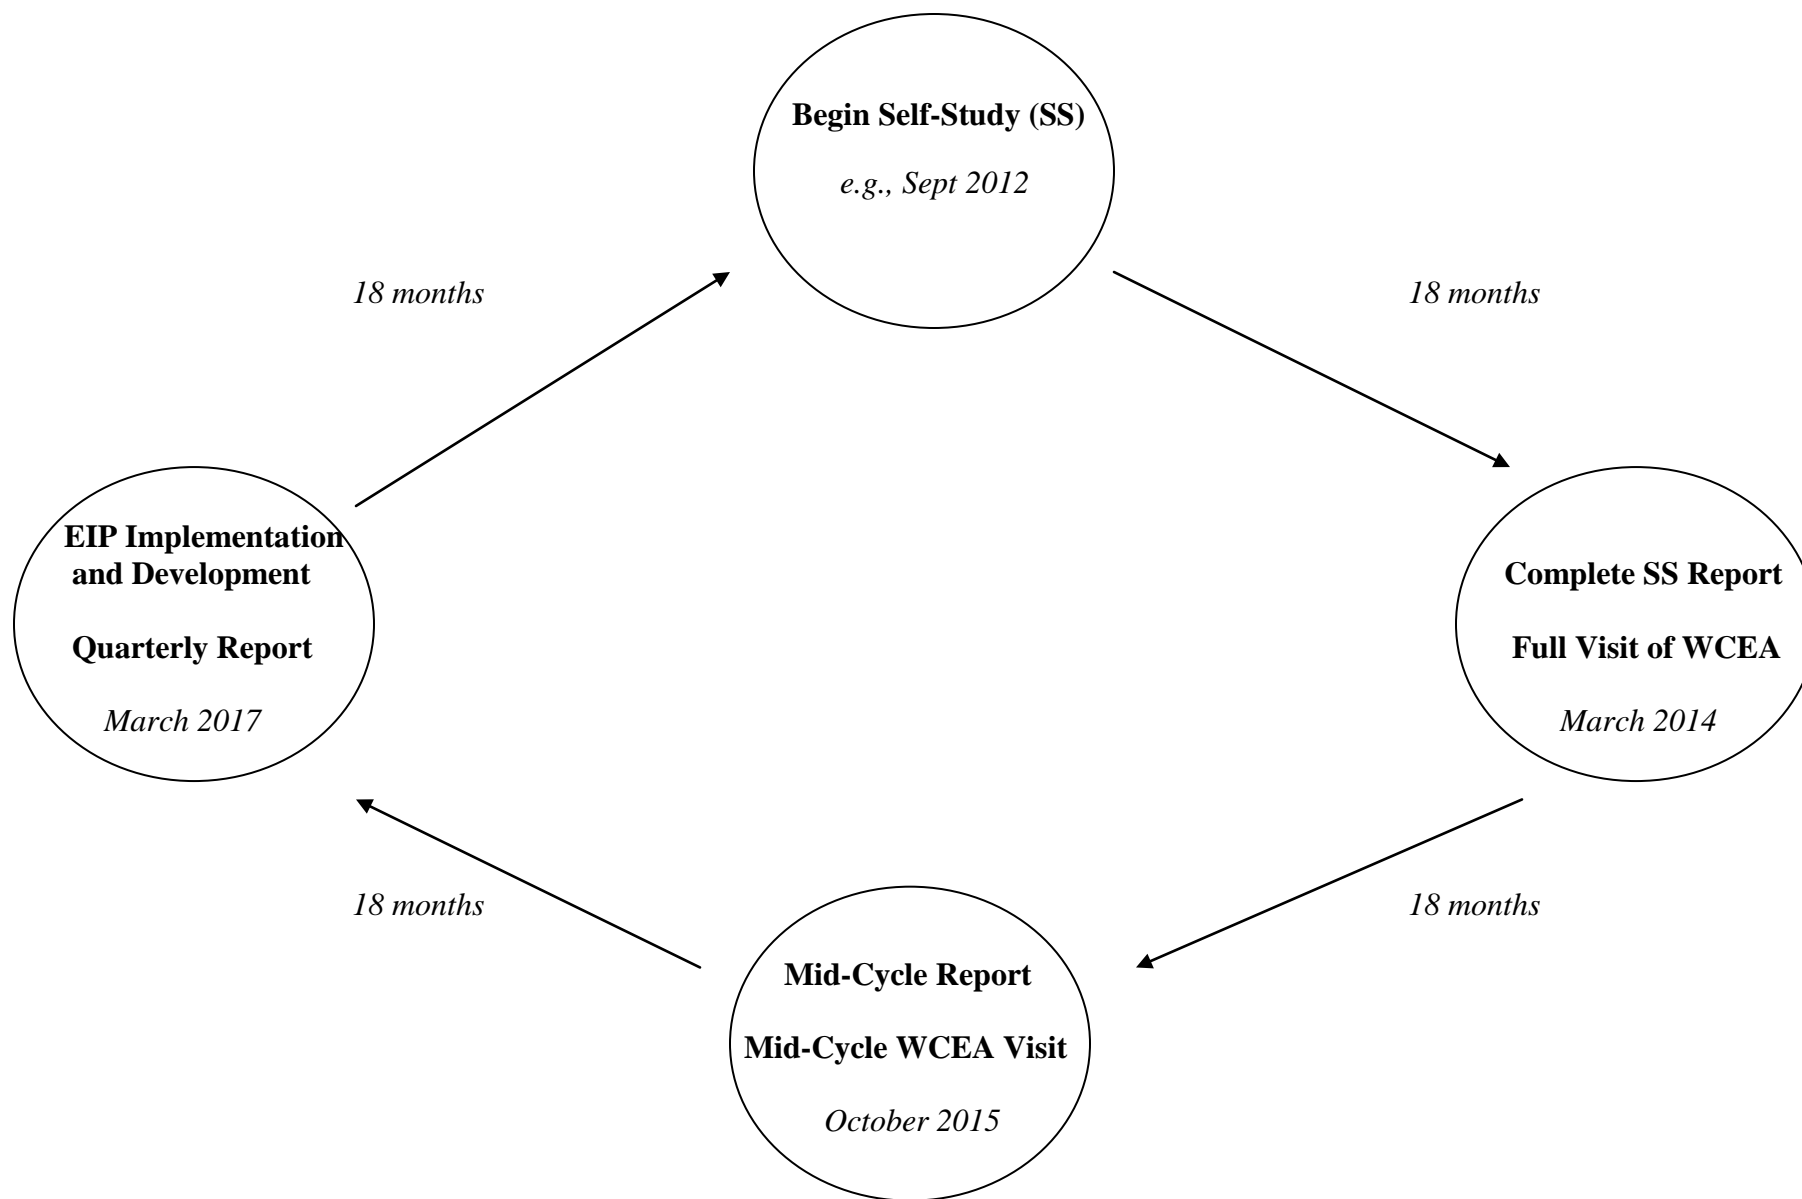 Begin Self-Study (SS)
e.g., Sept 2012
18 months
18 months
EIP Implementation
and Development
Quarterly Report
March 2017
Complete SS Report
Full Visit of WCEA
March 2014
18 months
18 months
Mid-Cycle Report
Mid-Cycle WCEA Visit
October 2015